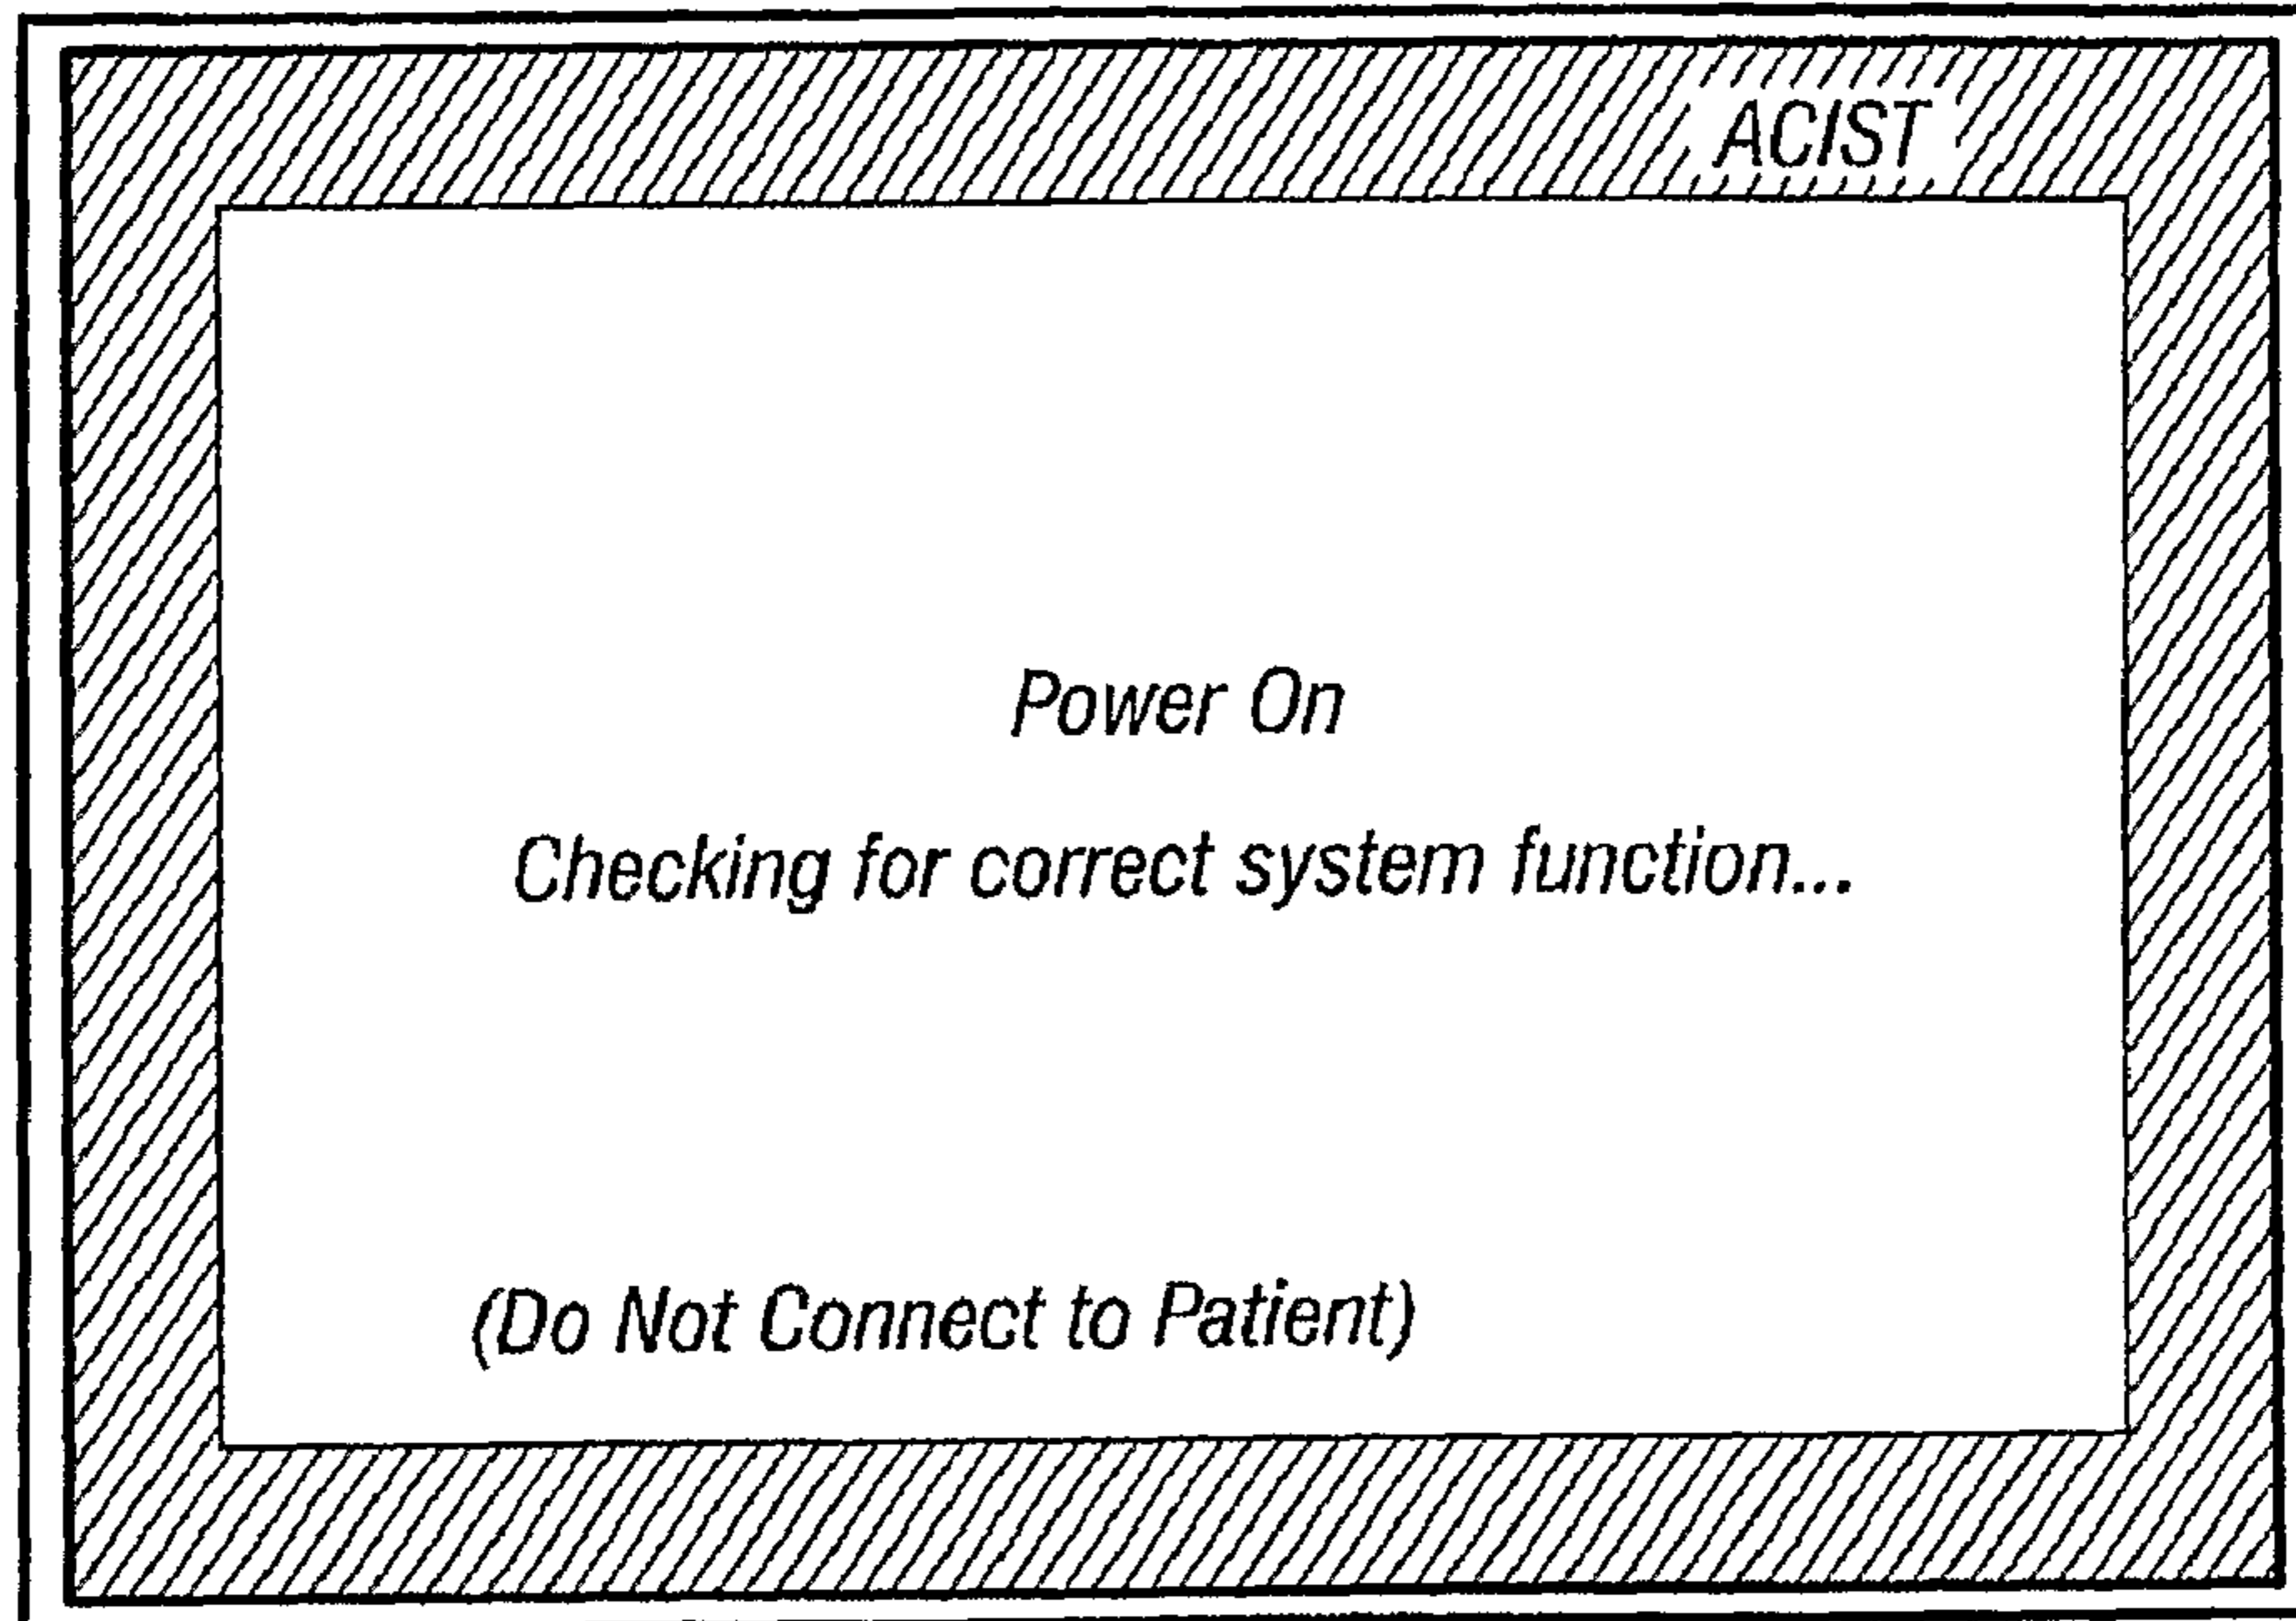 ACIST
Power On
Checking for correct system function...
(Do Not Connect to Patient)